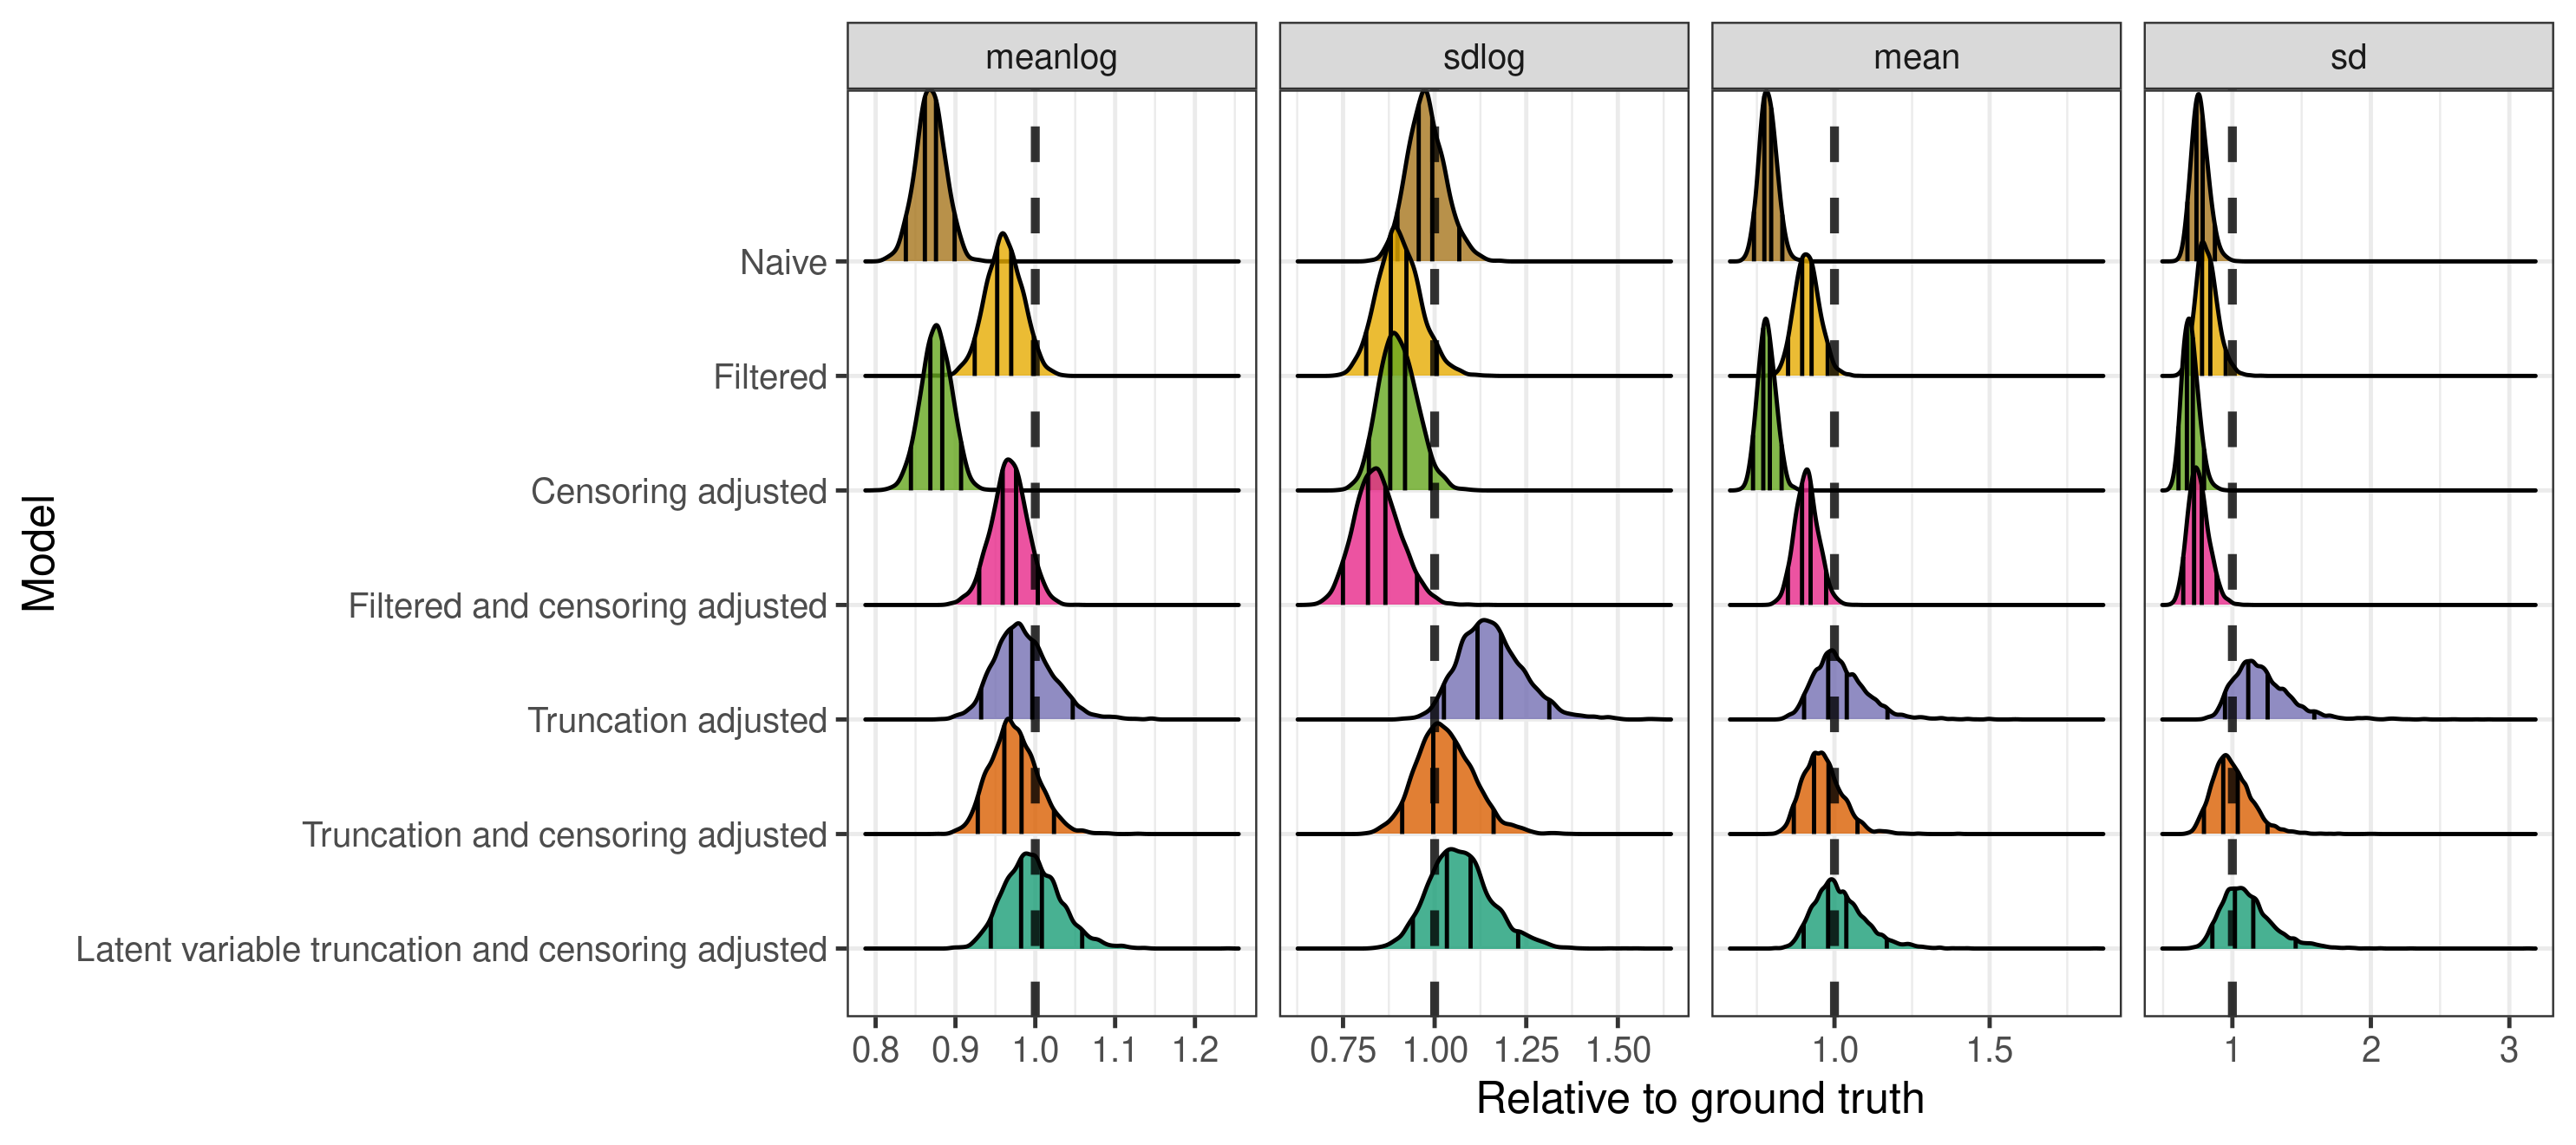 meanlog sdlog mean sd
Model
Naive
Filtered
Censoring adjusted
Filtered and censoring adjusted
Truncation adjusted
Truncation and censoring adjusted
Latent variable truncation and censoring adjusted
0.8 0.9 1.0 1.1 1.2 0.75 1.00 1.25 1.50 1.0 1.5 1 2 3
Relative to ground truth